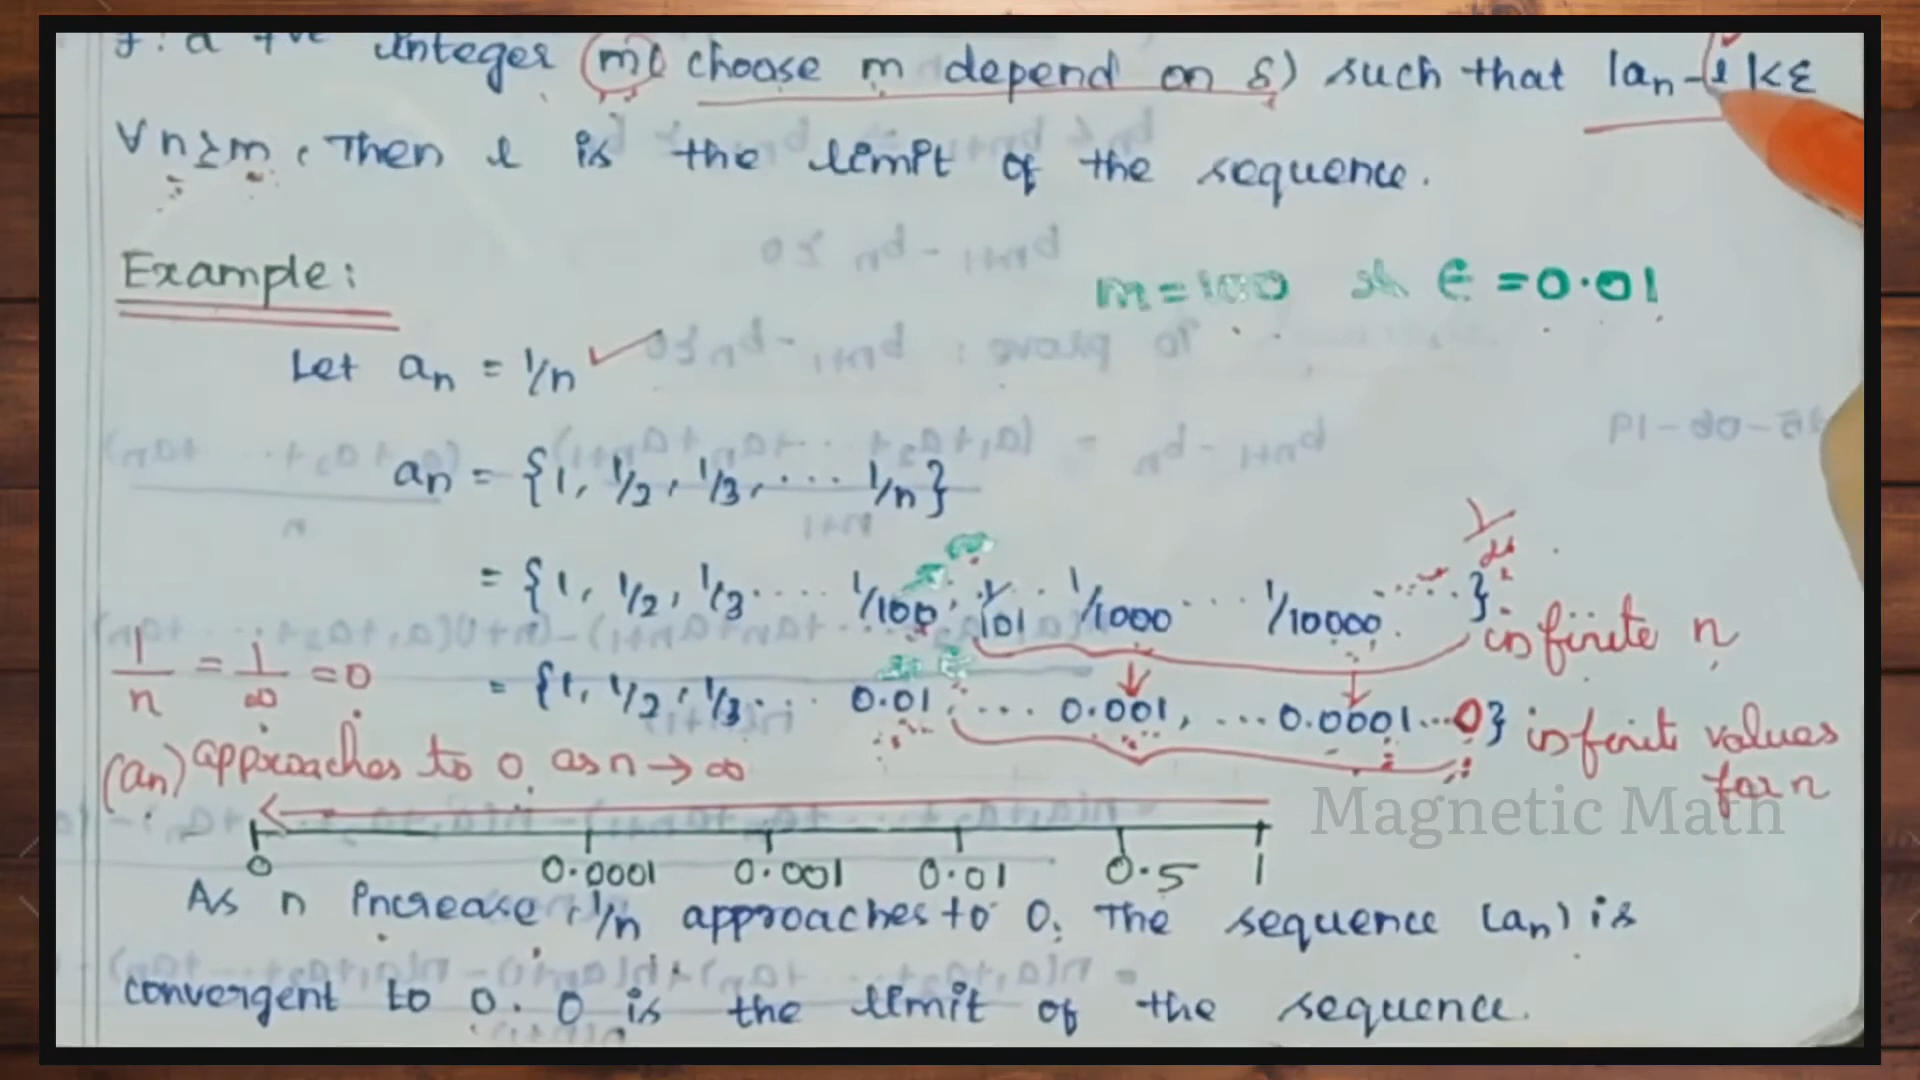 a +ve integer (m( choose m depend on ε) such that |an - l|<ε
∀ n≥m. Then l is the limit of the sequence.
Example:
m=100 ε =0.01
Let an = 1/n
an = {1, 1/2, 1/3, ... 1/n}
= {1, 1/2, 1/3 .... 1/100, 1/101 .. 1/1000 ... 1/10000 ......}
infinite n
1/n = 1/∞ = 0
= {1, 1/2, 1/3 ... 0.01, ... 0.001, ...0.0001...0} infinite values for n
(an) approaches to 0 as n → ∞
Magnetic Math
0 0.0001 0.001 0.01 0.5 1
As n increase, 1/n approaches to 0. The sequence (an) is
convergent to 0. 0 is the limit of the sequence.